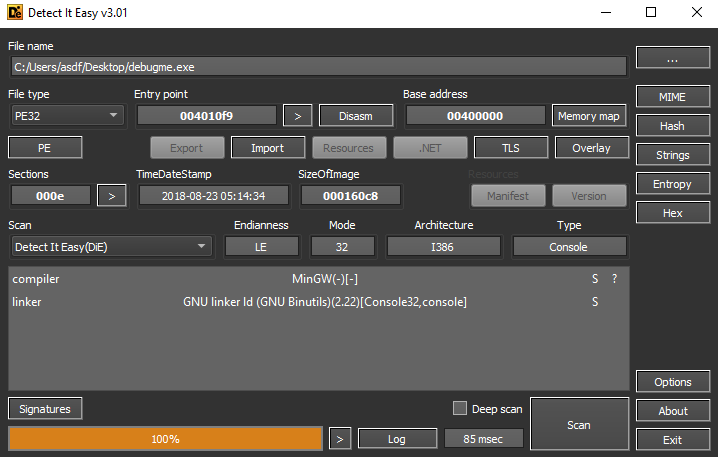 Detect It Easy v3.01
File name
C:/Users/asdf/Desktop/debugme.exe ...
File type Entry point Base address
PE32 004010f9 > Disasm 00400000 Memory map MIME
Hash
PE Export Import Resources .NET TLS Overlay
Strings
Sections TimeDateStamp SizeOfImage Resources
Entropy
000e > 2018-08-23 05:14:34 000160c8 Manifest Version
Hex
Scan Endianness Mode Architecture Type
Detect It Easy(DiE) LE 32 I386 Console
compiler MinGW(-)[-] S ?
linker GNU linker ld (GNU Binutils)(2.22)[Console32,console] S
Options
Signatures Deep scan Scan About
100% > Log 85 msec Exit